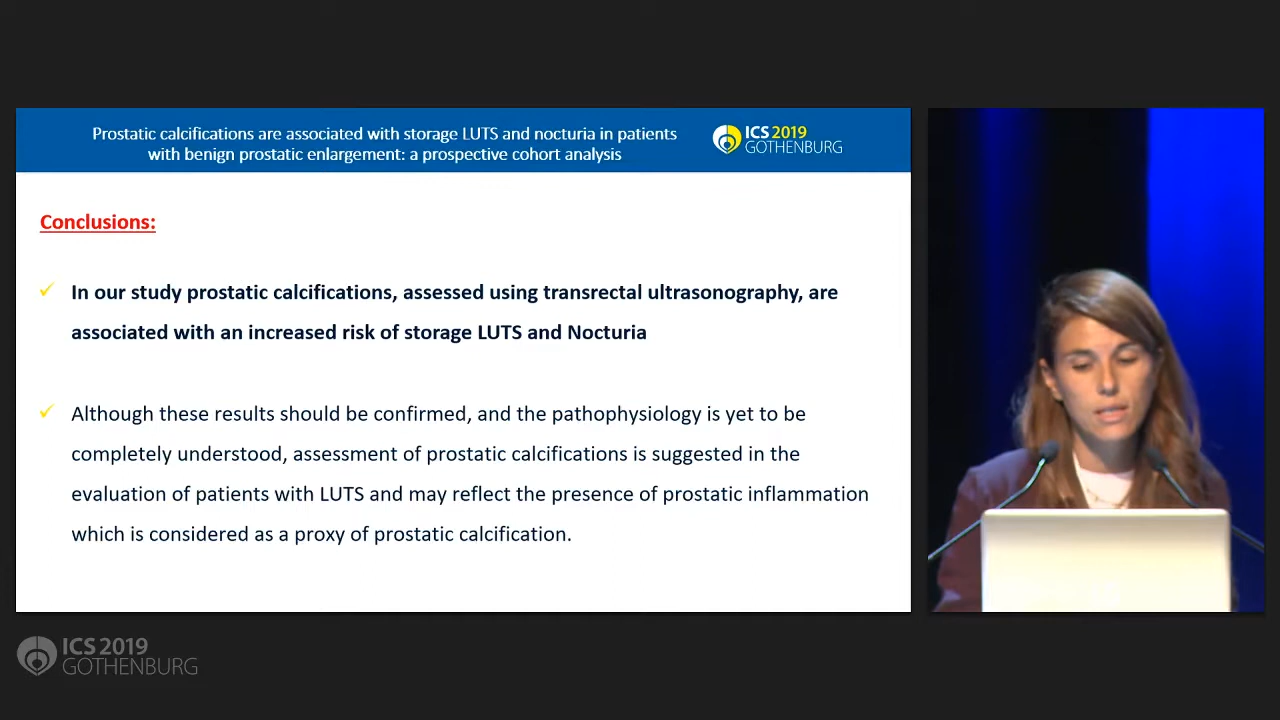 Prostatic calcifications are associated with storage LUTS and nocturia in patients
with benign prostatic enlargement: a prospective cohort analysis
ICS 2019
GOTHENBURG
Conclusions:
In our study prostatic calcifications, assessed using transrectal ultrasonography, are
associated with an increased risk of storage LUTS and Nocturia
Although these results should be confirmed, and the pathophysiology is yet to be
completely understood, assessment of prostatic calcifications is suggested in the
evaluation of patients with LUTS and may reflect the presence of prostatic inflammation
which is considered as a proxy of prostatic calcification.
ICS 2019
GOTHENBURG